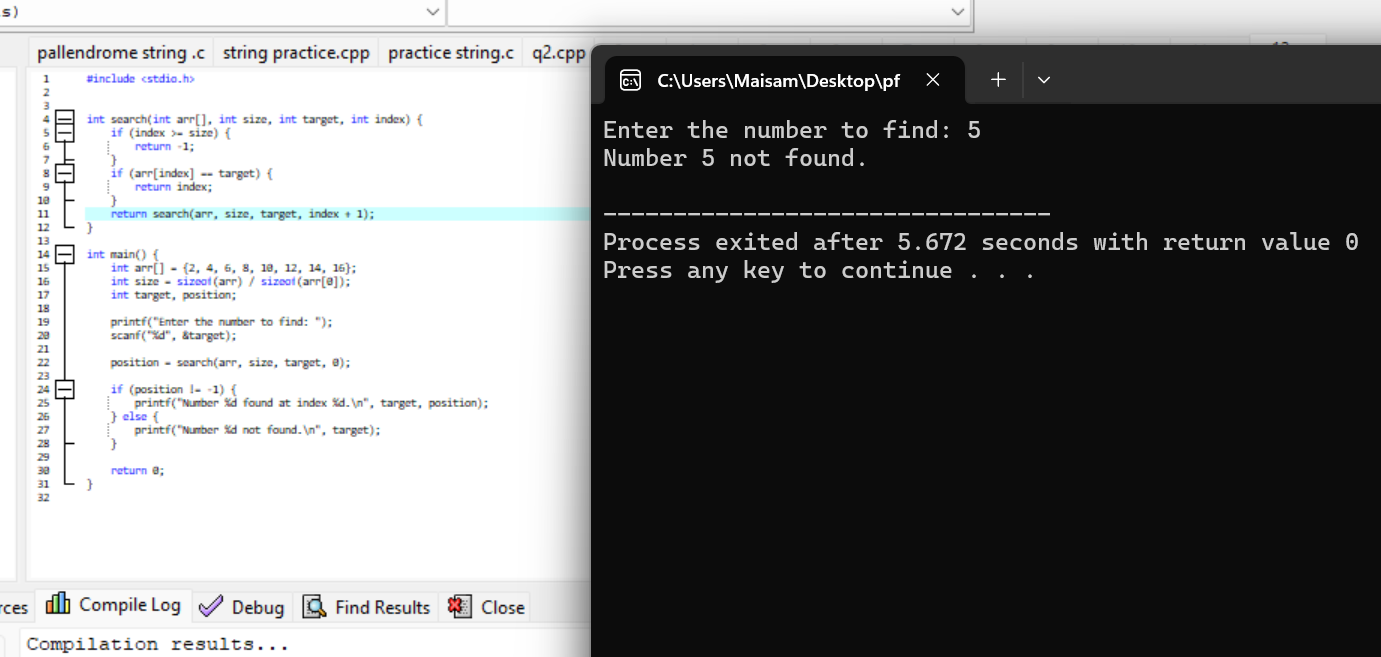 s)
pallendrome string .c string practice.cpp practice string.c q2.cpp
1 #include <stdio.h>
2
3
4 int search(int arr[], int size, int target, int index) {
5 if (index >= size) {
6 return -1;
7 }
8 if (arr[index] == target) {
9 return index;
10 }
11 return search(arr, size, target, index + 1);
12 }
13
14 int main() {
15 int arr[] = {2, 4, 6, 8, 10, 12, 14, 16};
16 int size = sizeof(arr) / sizeof(arr[0]);
17 int target, position;
18
19 printf("Enter the number to find: ");
20 scanf("%d", &target);
21
22 position = search(arr, size, target, 0);
23
24 if (position != -1) {
25 printf("Number %d found at index %d.\n", target, position);
26 } else {
27 printf("Number %d not found.\n", target);
28 }
29
30 return 0;
31 }
32
rces Compile Log Debug Find Results Close
Compilation results...
C:\Users\Maisam\Desktop\pf
Enter the number to find: 5
Number 5 not found.
--------------------------------
Process exited after 5.672 seconds with return value 0
Press any key to continue . . .